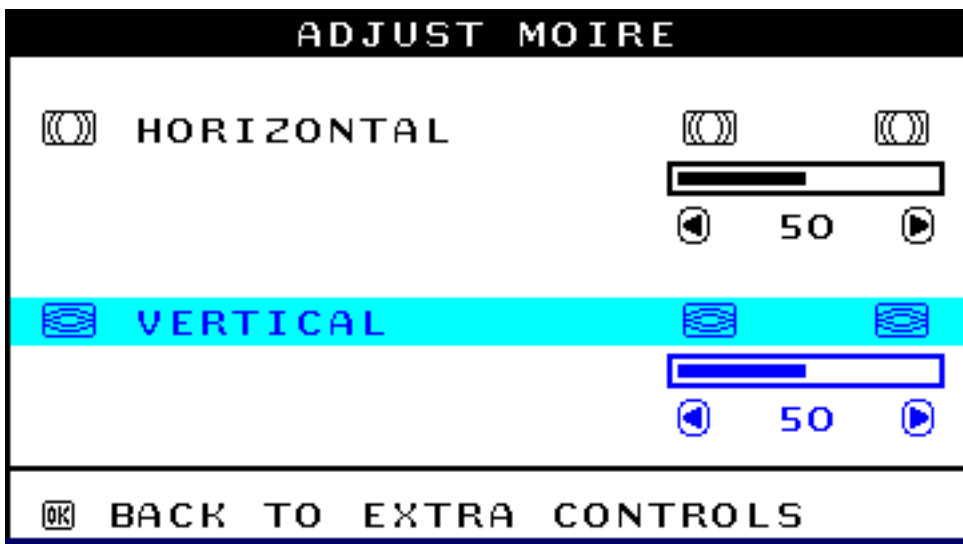 ADJUST MOIRE
HORIZONTAL
50
VERTICAL
50
OK BACK TO EXTRA CONTROLS